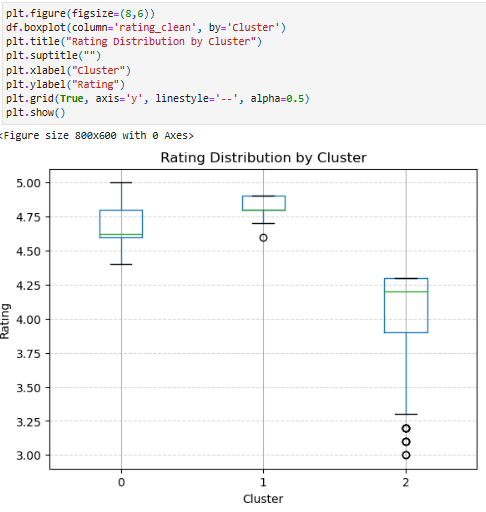 plt.figure(figsize=(8,6))
df.boxplot(column='rating_clean', by='Cluster')
plt.title("Rating Distribution by Cluster")
plt.suptitle("")
plt.xlabel("Cluster")
plt.ylabel("Rating")
plt.grid(True, axis='y', linestyle='--', alpha=0.5)
plt.show()
<Figure size 800x600 with 0 Axes>
Rating Distribution by Cluster
5.00
4.75
4.50
4.25
4.00
3.75
3.50
3.25
3.00
Rating
0 1 2
Cluster